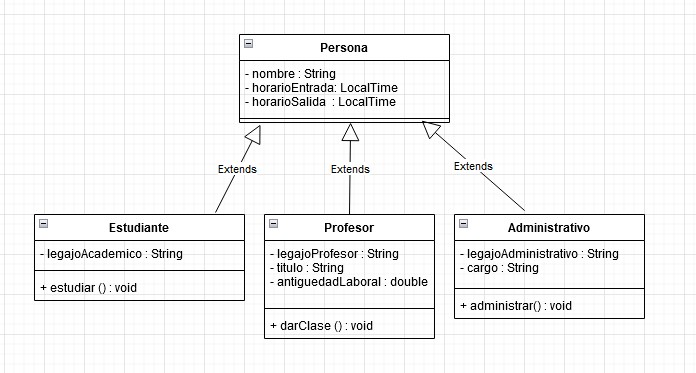 Persona
- nombre : String
- horarioEntrada: LocalTime
- horarioSalida : LocalTime
Extends
Extends
Extends
Estudiante
- legajoAcademico : String
+ estudiar () : void
Profesor
- legajoProfesor : String
- titulo : String
- antiguedadLaboral : double
+ darClase () : void
Administrativo
- legajoAdministrativo : String
- cargo : String
+ administrar() : void